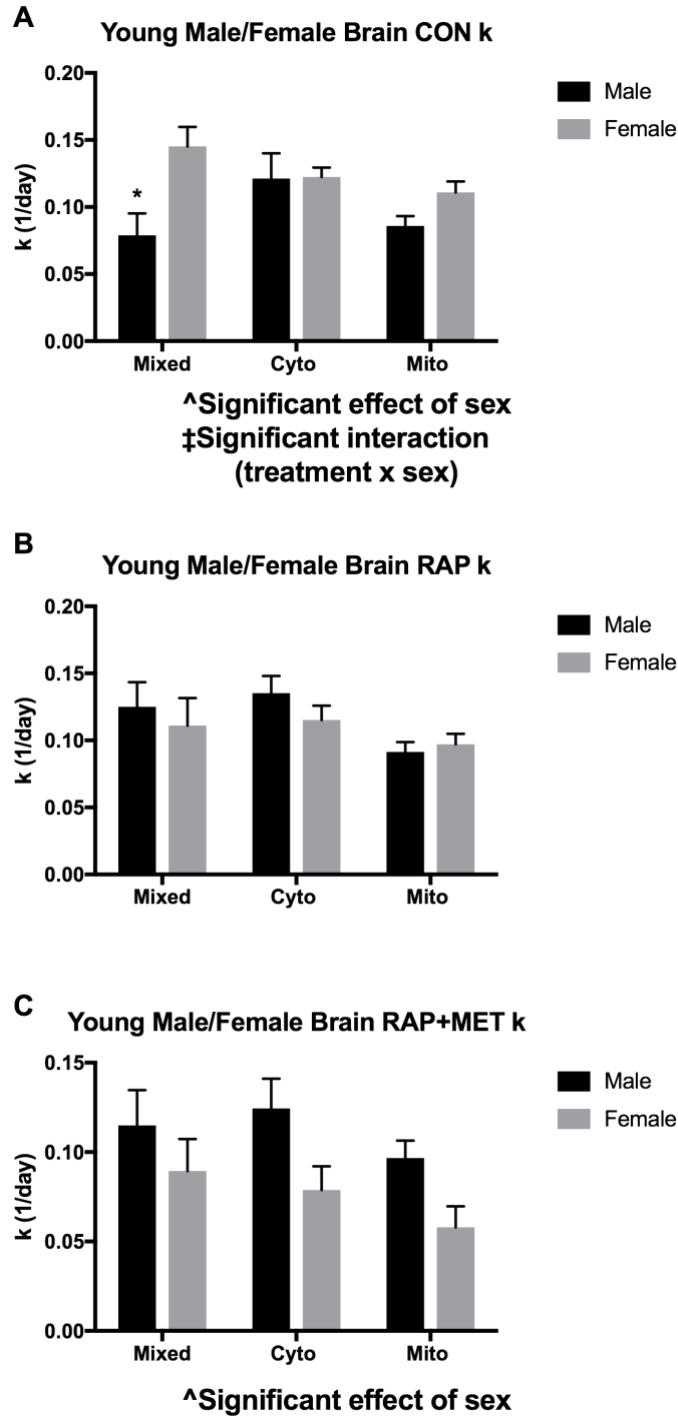 A
Young Male/Female Brain CON k
0.20
0.15
0.10
0.05
0.00
k (1/day)
*
Mixed
Cyto
Mito
Male
Female
^Significant effect of sex
‡Significant interaction
(treatment x sex)
B
Young Male/Female Brain RAP k
0.20
0.15
0.10
0.05
0.00
k (1/day)
Mixed
Cyto
Mito
Male
Female
C
Young Male/Female Brain RAP+MET k
0.15
0.10
0.05
0.00
k (1/day)
Mixed
Cyto
Mito
Male
Female
^Significant effect of sex